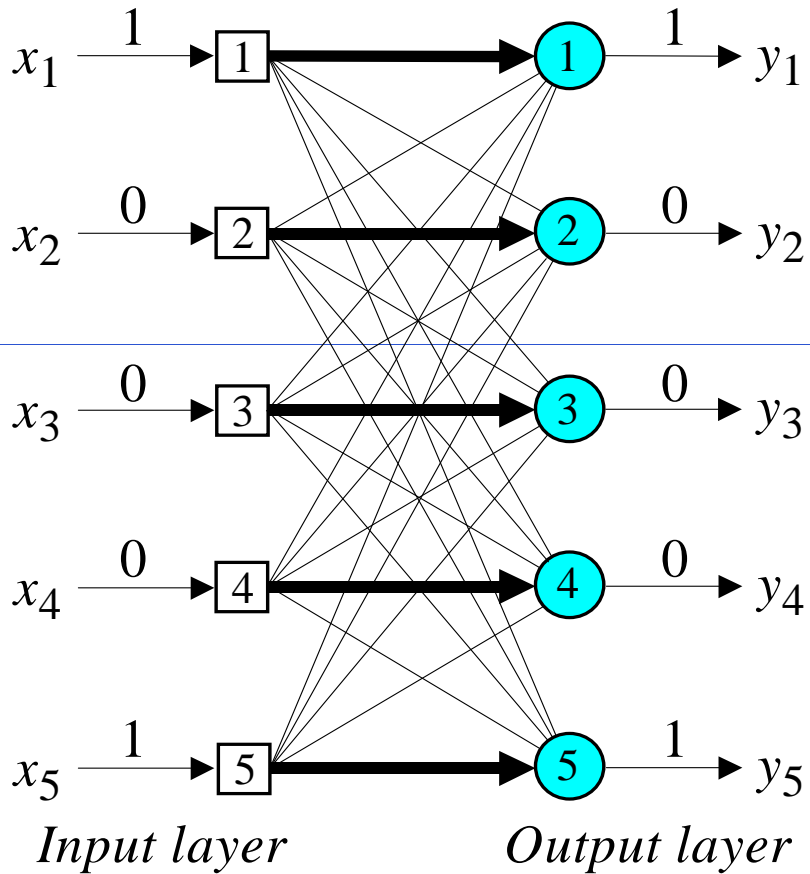 1 1
x1 1 1 y1
0 0
x2 2 2 y2
0 0
x3 3 3 y3
0 0
x4 4 4 y4
1 1
x5 5 5 y5
Input layer Output layer